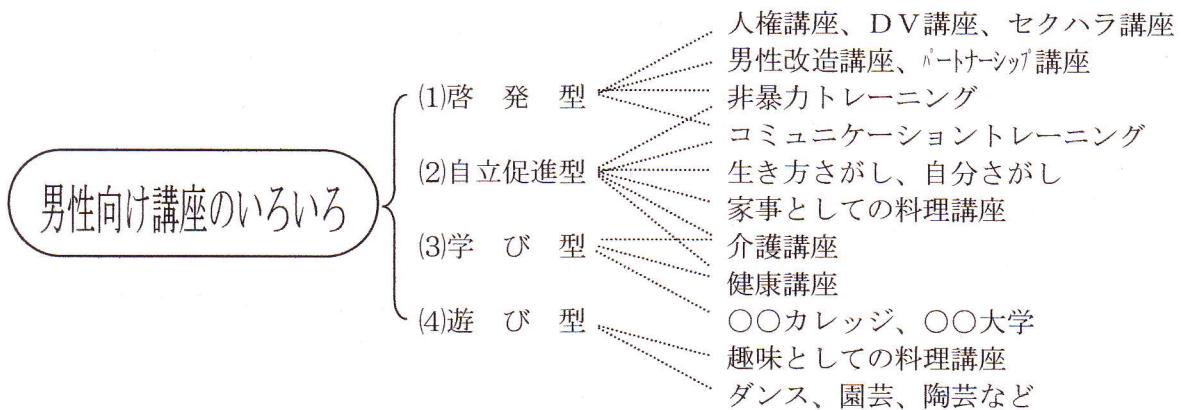 男性向け講座のいろいろ
⑴啓 発 型
⑵自立促進型
⑶学 び 型
⑷遊 び 型
人権講座、DV講座、セクハラ講座
男性改造講座、パートナーシップ講座
非暴力トレーニング
コミュニケーショントレーニング
生き方さがし、自分さがし
家事としての料理講座
介護講座
健康講座
○○カレッジ、○○大学
趣味としての料理講座
ダンス、園芸、陶芸など